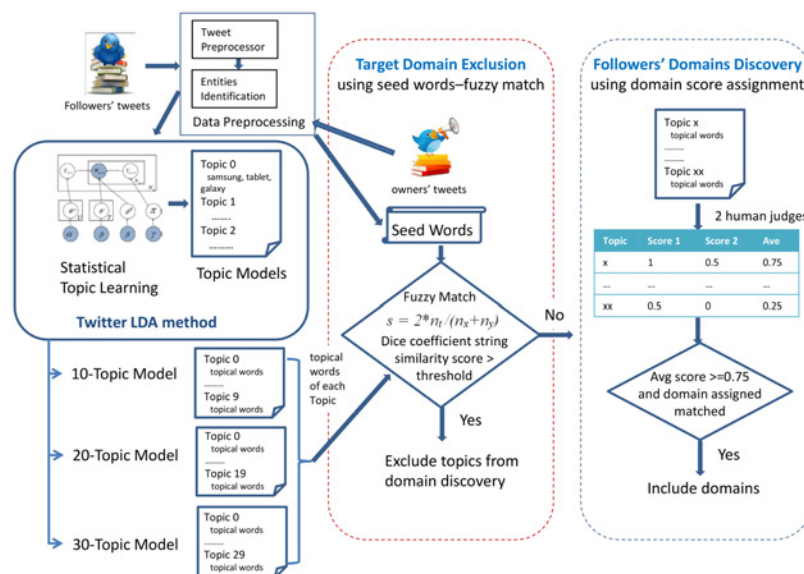 Tweet
Preprocessor
Entities
Identification
Data Preprocessing
Followers' tweets
Topic 0
samsung, tablet,
galaxy
Topic 1
........
Topic 2
.........
Statistical
Topic Learning
Topic Models
Twitter LDA method
10-Topic Model
Topic 0
topical words
........
Topic 9
topical words
20-Topic Model
Topic 0
topical words
........
Topic 19
topical words
30-Topic Model
Topic 0
topical words
........
Topic 29
topical words
topical
words
of each
Topic
Target Domain Exclusion
using seed words–fuzzy match
owners' tweets
Seed Words
Fuzzy Match
s = 2*nₜ/(nₓ+nᵧ)
Dice coefficient string
similarity score >
threshold
No
Yes
Exclude topics from
domain discovery
Followers' Domains Discovery
using domain score assignment
Topic x
topical words
.......
.......
Topic xx
topical words
2 human judges
Topic Score 1 Score 2 Ave
x 1 0.5 0.75
... ... ... ...
xx 0.5 0 0.25
Avg score >=0.75
and domain assigned
matched
Yes
Include domains